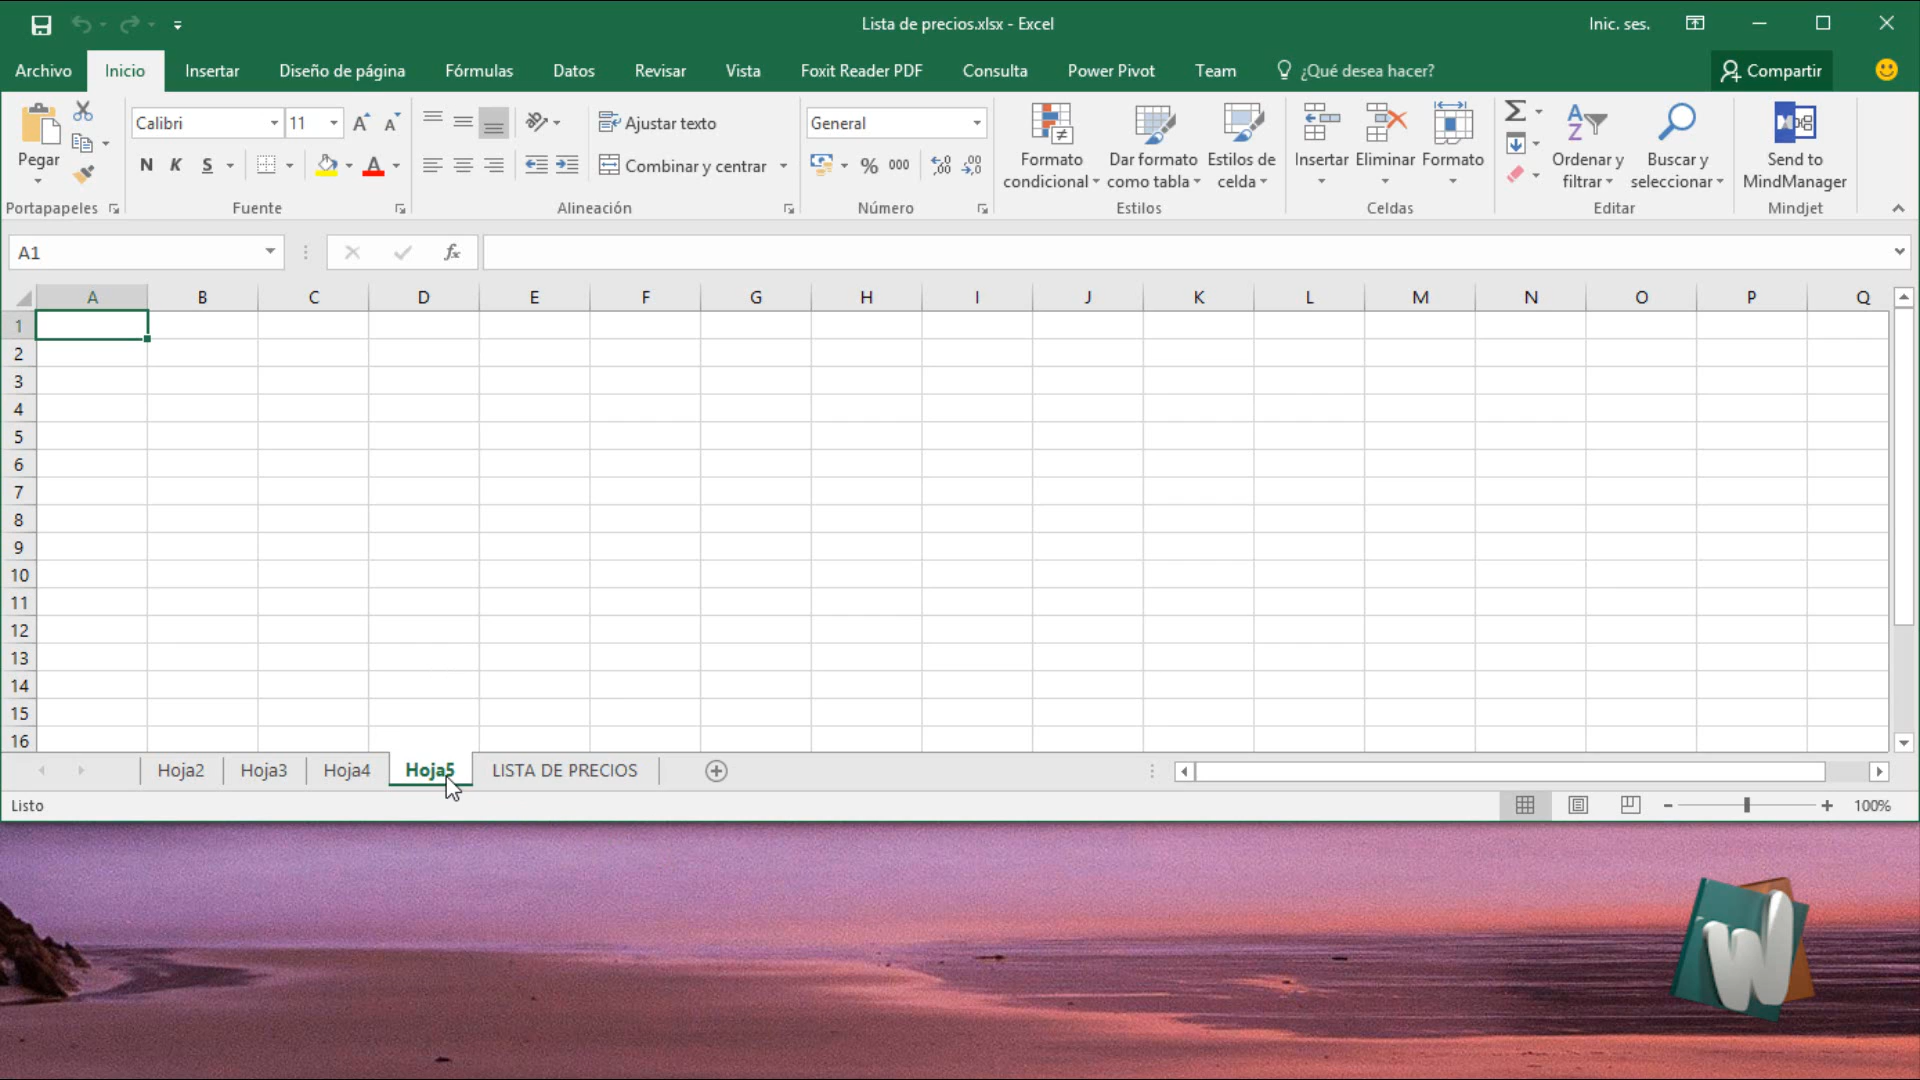 Lista de precios.xlsx - Excel
Inic. ses.
Archivo Inicio Insertar Diseño de página Fórmulas Datos Revisar Vista Foxit Reader PDF Consulta Power Pivot Team ¿Qué desea hacer? Compartir
Calibri 11 Ajustar texto General
Pegar
N K S A Combinar y centrar % 000
Formato condicional
Dar formato como tabla
Estilos de celda
Insertar Eliminar Formato
Ordenar y filtrar
Buscar y seleccionar
Send to MindManager
Portapapeles Fuente Alineación Número Estilos Celdas Editar Mindjet
A1 fx
A B C D E F G H I J K L M N O P Q
1
2
3
4
5
6
7
8
9
10
11
12
13
14
15
16
Hoja2 Hoja3 Hoja4 Hoja5 LISTA DE PRECIOS
Listo 100%
W